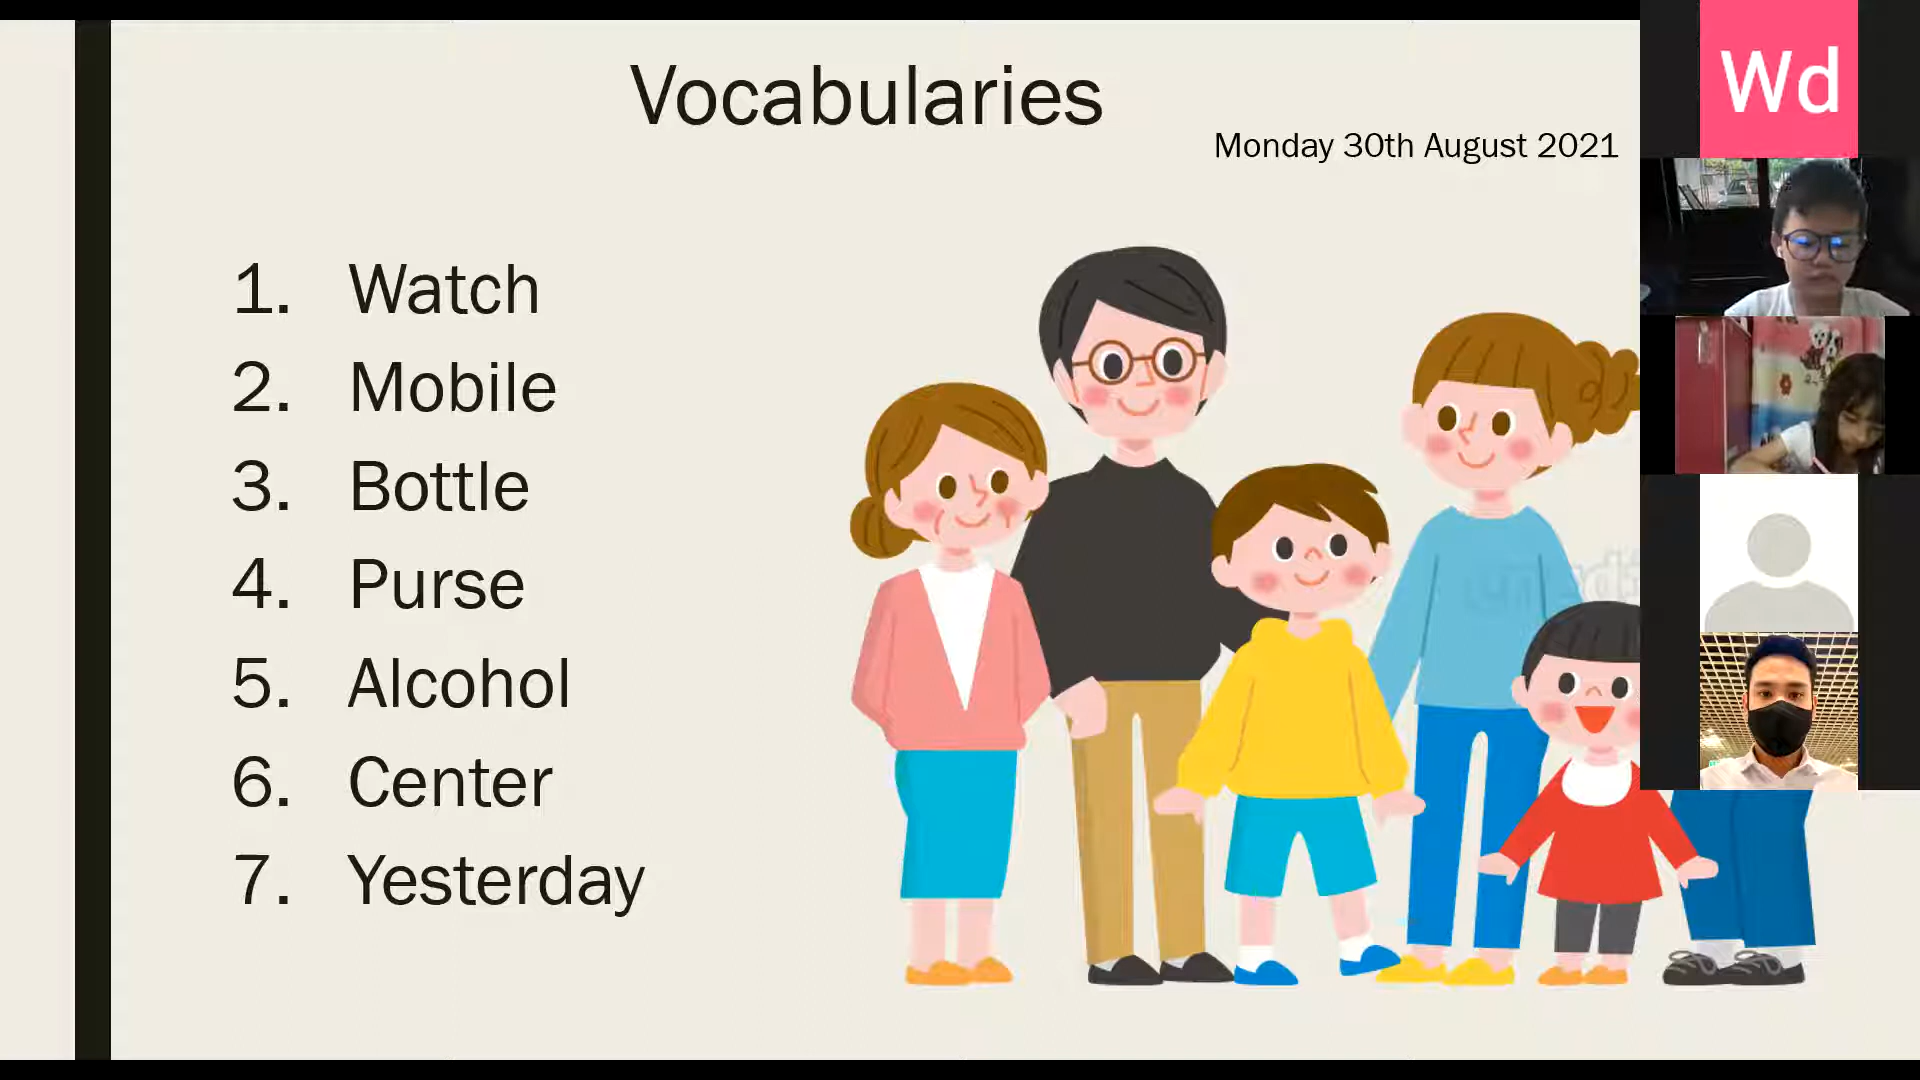 Vocabularies
Monday 30th August 2021
1. Watch
2. Mobile
3. Bottle
4. Purse
5. Alcohol
6. Center
7. Yesterday
Wd